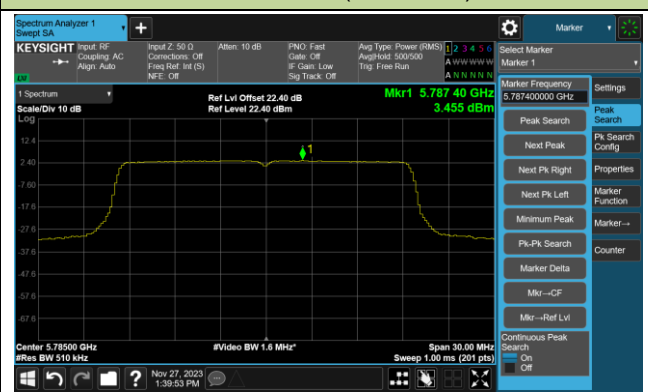 Spectrum Analyzer 1
Swept SA
Marker
KEYSIGHT
Input: RF
Coupling: AC
Align: Auto
Input Z: 50 Ω
Corrections: Off
Freq Ref: Int (S)
NFE: Off
Atten: 10 dB
PNO: Fast
Gate: Off
IF Gain: Low
Sig Track: Off
Avg Type: Power (RMS)
Avg|Hold: 500/500
Trig: Free Run
1 2 3 4 5 6
A W W W W W
A N N N N N
Select Marker
Marker 1
1 Spectrum
Scale/Div 10 dB
Log
Ref Lvl Offset 22.40 dB
Ref Level 22.40 dBm
Mkr1 5.787 40 GHz
3.455 dBm
12.4
2.40
-7.60
-17.6
-27.6
-37.6
-47.6
-57.6
-67.6
1
Center 5.78500 GHz
#Res BW 510 kHz
#Video BW 1.6 MHz*
Span 30.00 MHz
Sweep 1.00 ms (201 pts)
Marker Frequency
5.787400000 GHz
Peak Search
Next Peak
Next Pk Right
Next Pk Left
Minimum Peak
Pk-Pk Search
Marker Delta
Mkr→CF
Mkr→Ref Lvl
Continuous Peak
Search
On
Off
Settings
Peak
Search
Pk Search
Config
Properties
Marker
Function
Marker→
Counter
Nov 27, 2023
1:39:53 PM